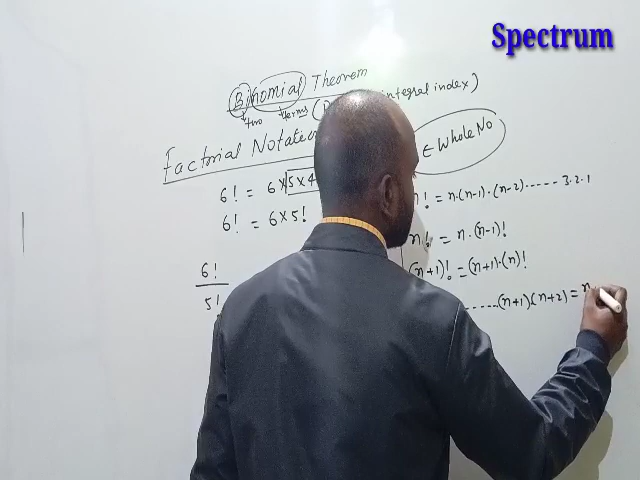 Spectrum
Binomial Theorem
two terms ( integral index)
Factorial Notation
∈ Whole No
6! = 6×5×4
6! = 6×5!
6!
5!
n! = n.(n-1).(n-2)......3.2.1
n! = n.(n-1)!
(n+1)! = (n+1).(n)!
......(n+1)(n+2) = n